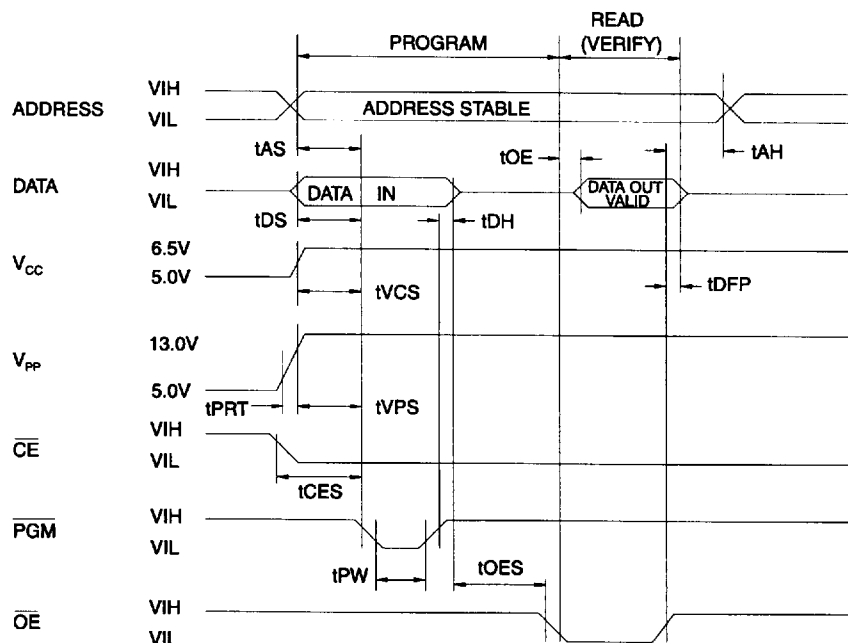 READ
PROGRAM (VERIFY)
ADDRESS VIH
VIL ADDRESS STABLE
tAS tOE tAH
DATA VIH
VIL DATA IN DATA OUT
VALID
tDS tDH
VCC 6.5V
5.0V tVCS tDFP
VPP 13.0V
5.0V
tPRT tVPS
CE VIH
VIL
tCES
PGM VIH
VIL
tPW tOES
OE VIH
VIL